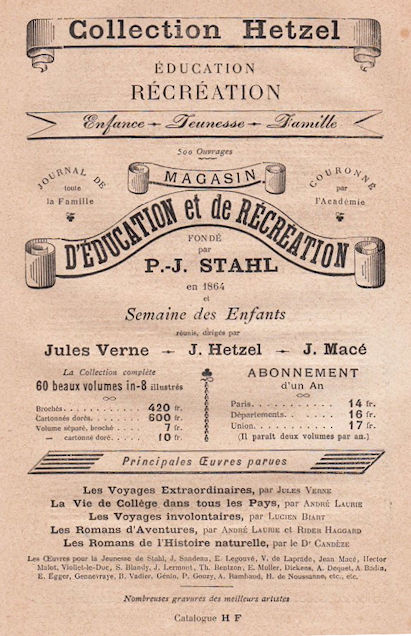 Collection Hetzel
ÉDUCATION
RÉCRÉATION
Enfance - Jeunesse - Famille
500 Ouvrages
JOURNAL DE
toute
la Famille
MAGASIN
COURONNÉ
par
l'Académie
D'ÉDUCATION et de RÉCRÉATION
FONDÉ
par
P.-J. STAHL
en 1864
et
Semaine des Enfants
réunis, dirigés par
Jules Verne - J. Hetzel - J. Macé
La Collection complète
60 beaux volumes in-8 illustrés
Brochés . . . . . . . . . . . 420 fr.
Cartonnés dorés. . . . . . . . 600 fr.
Volume séparé, broché . . . . 7 fr.
— cartonné doré. . . . 10 fr.
ABONNEMENT
d'un An
Paris. . . . . . . . . . . 14 fr.
Départements. . . . . . . 16 fr.
Union. . . . . . . . . . . 17 fr.
(Il paraît deux volumes par an.)
Principales Œuvres parues
Les Voyages Extraordinaires, par JULES VERNE
La Vie de Collège dans tous les Pays, par ANDRÉ LAURIE
Les Voyages involontaires, par LUCIEN BIART
Les Romans d'Aventures, par ANDRÉ LAURIE et RIDER HAGGARD
Les Romans de l'Histoire naturelle, par le Dr CANDÈZE
Les Œuvres pour la Jeunesse de Stahl, J. Sandeau, E. Legouvé, V. de Laprade, Jean Macé, Hector
Malot, Viollet-le-Duc, S. Blandy, J. Lermont, Th. Bentzon, E. Muller, Dickens, A. Dequet, A. Badin,
E. Egger, Gennevraye, B. Vadier, Génin, P. Gouzy, A. Rambaud, H. de Noussanne, etc., etc.
Nombreuses gravures des meilleurs artistes
Catalogue H F